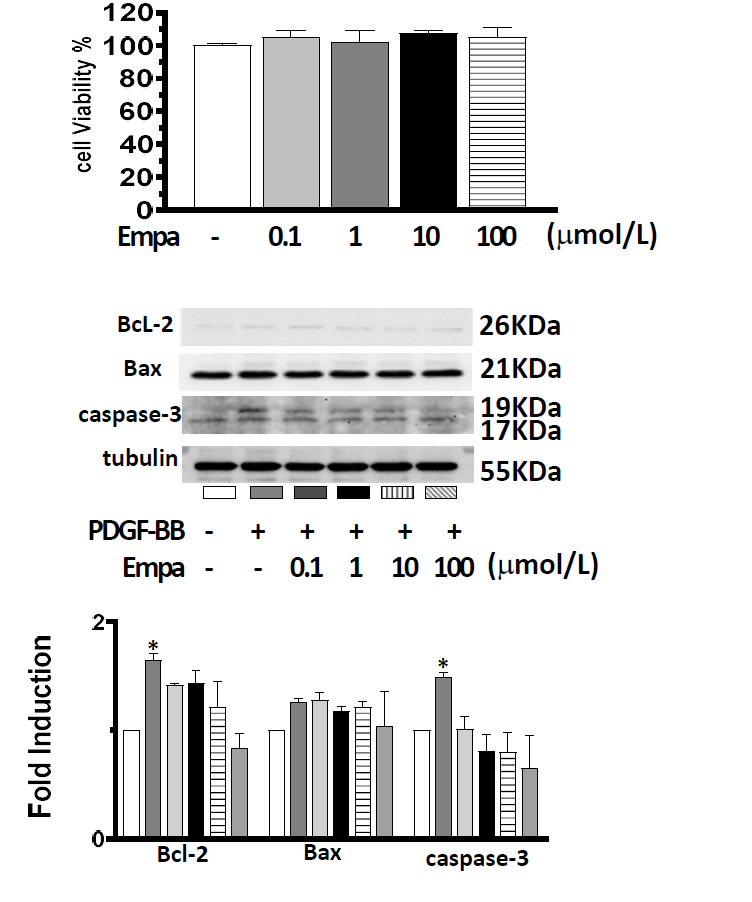 120
100
80
60
40
20
0
cell Viability %
Empa - 0.1 1 10 100 (μmol/L)
BcL-2 26KDa
Bax 21KDa
caspase-3 19KDa
17KDa
tubulin 55KDa
PDGF-BB - + + + + +
Empa - - 0.1 1 10 100 (μmol/L)
Fold Induction
2
* *
0
Bcl-2 Bax caspase-3